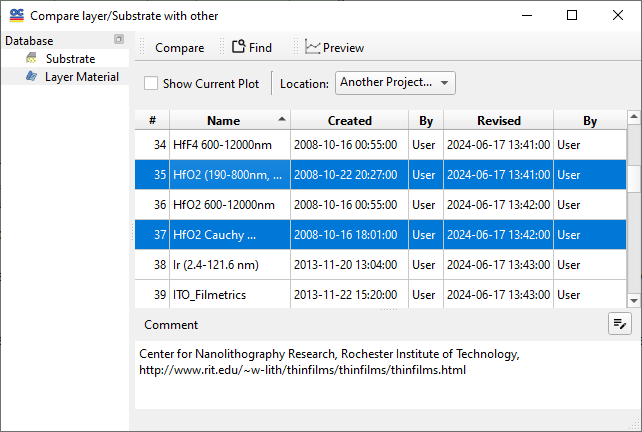 OC
Compare layer/Substrate with other
Database
Substrate
Layer Material
Compare Find Preview
Show Current Plot Location: Another Project...
# Name Created By Revised By
34 HfF4 600-12000nm 2008-10-16 00:55:00 User 2024-06-17 13:41:00 User
35 HfO2 (190-800nm, ... 2008-10-22 20:27:00 User 2024-06-17 13:41:00 User
36 HfO2 600-12000nm 2008-10-16 00:55:00 User 2024-06-17 13:42:00 User
37 HfO2 Cauchy ... 2008-10-16 18:01:00 User 2024-06-17 13:42:00 User
38 Ir (2.4-121.6 nm) 2013-11-20 13:04:00 User 2024-06-17 13:43:00 User
39 ITO_Filmetrics 2013-11-22 15:20:00 User 2024-06-17 13:43:00 User
Comment
Center for Nanolithography Research, Rochester Institute of Technology,
http://www.rit.edu/~w-lith/thinfilms/thinfilms/thinfilms.html